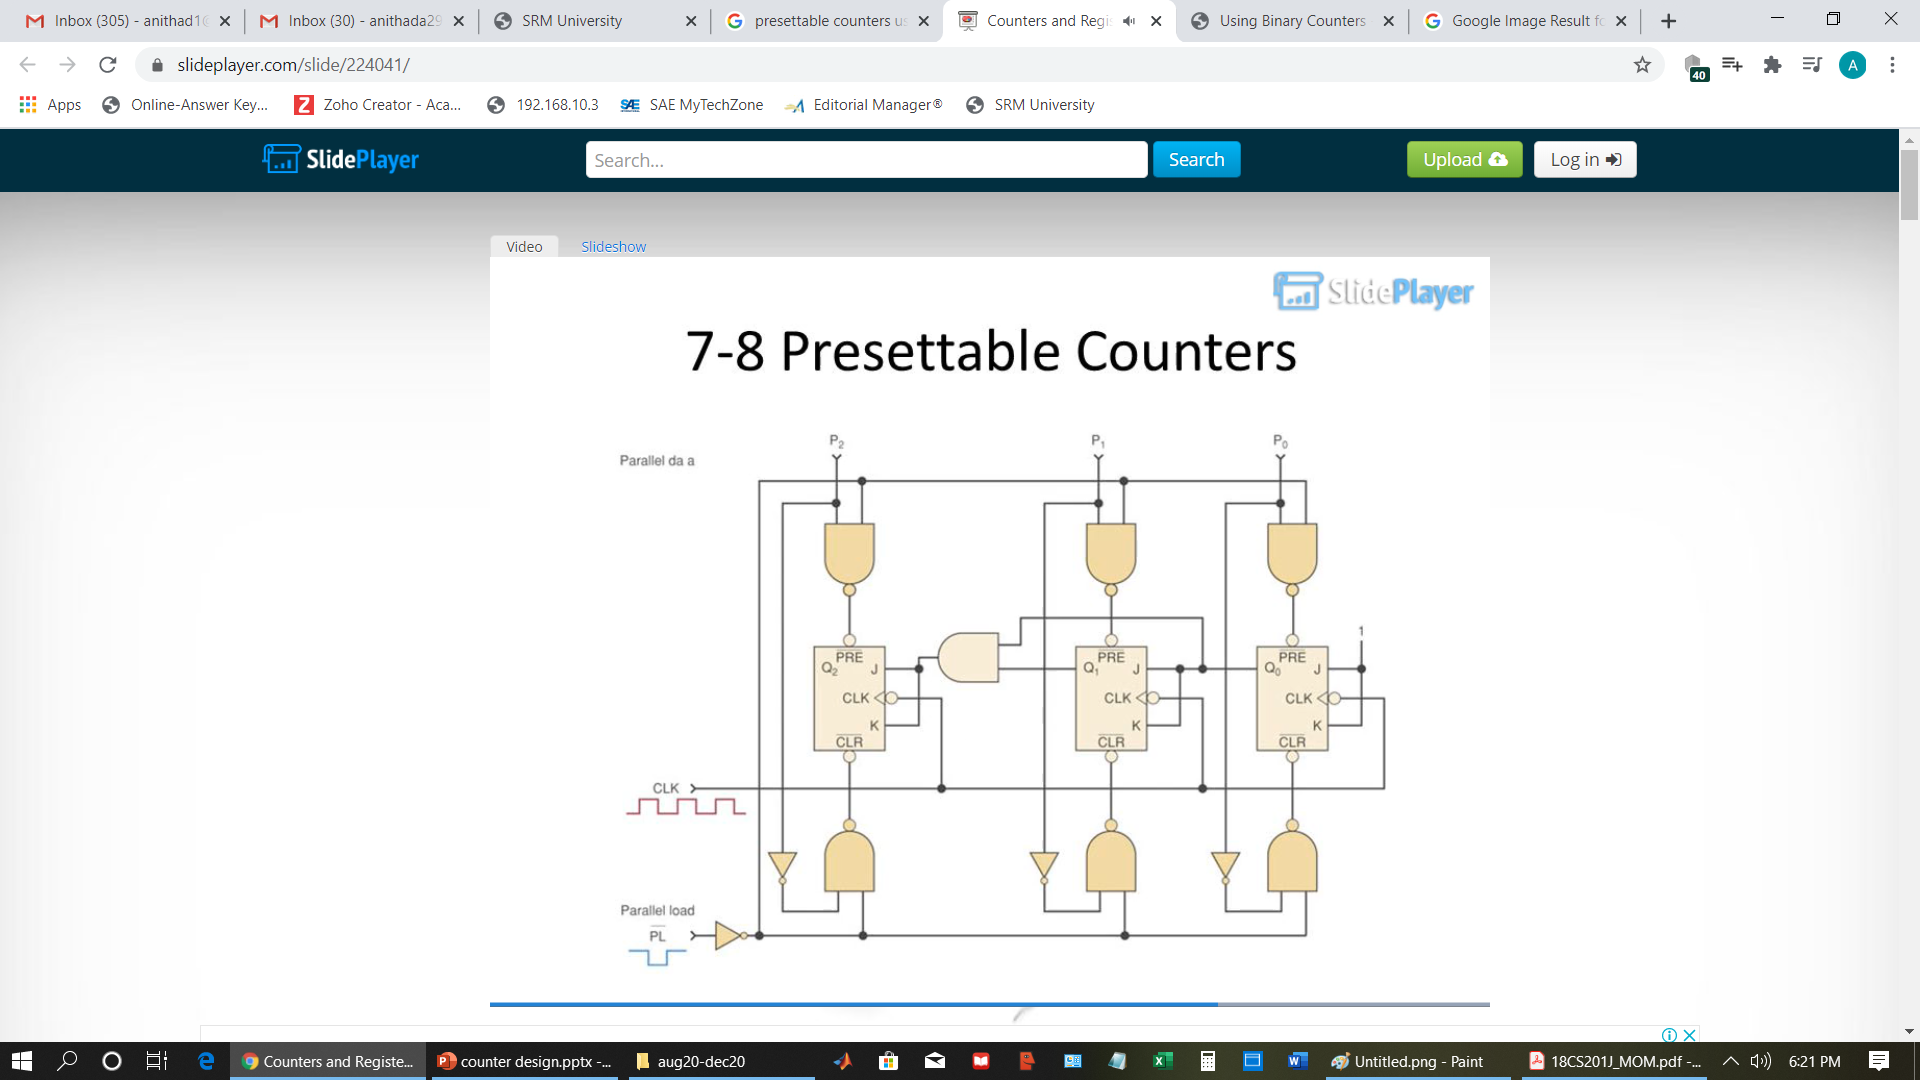 Inbox (305) - anithad1
Inbox (30) - anithada29
SRM University
presettable counters us
Counters and Regi
Using Binary Counters
Google Image Result fo
slideplayer.com/slide/224041/
40
A
Apps
Online-Answer Key...
Zoho Creator - Aca...
192.168.10.3
SAE MyTechZone
Editorial Manager®
SRM University
SlidePlayer
Search...
Search
Upload
Log in
Video
Slideshow
SlidePlayer
7-8 Presettable Counters
P2
P1
P0
Parallel da a
1
PRE
Q2
J
CLK
K
CLR
PRE
Q1
J
CLK
K
CLR
PRE
Q0
J
CLK
K
CLR
CLK
Parallel load
PL
Counters and Registe...
counter design.pptx -...
aug20-dec20
Untitled.png - Paint
18CS201J_MOM.pdf -...
6:21 PM